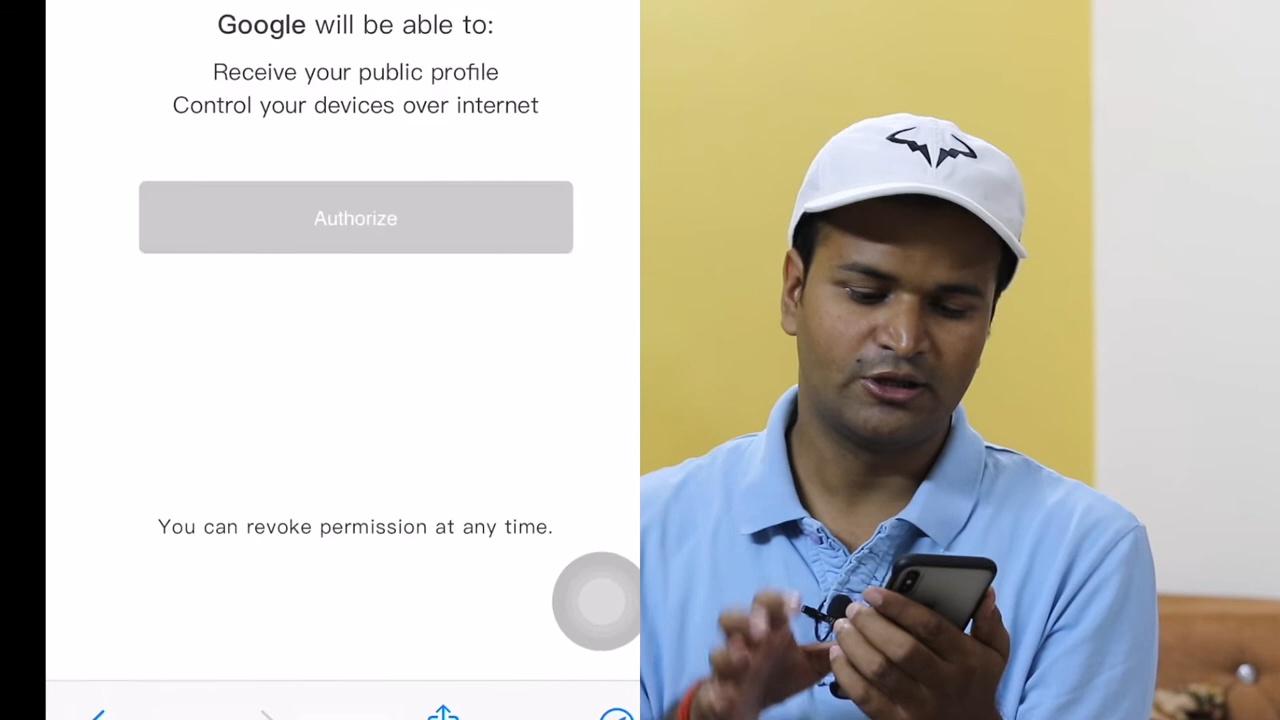 Google will be able to:
Receive your public profile
Control your devices over internet
Authorize
You can revoke permission at any time.